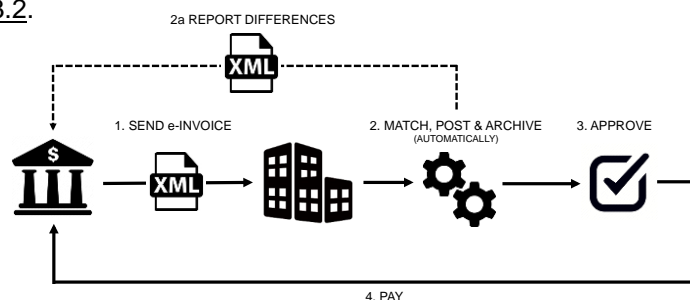 3.2.
2a REPORT DIFFERENCES
XML
1. SEND e-INVOICE
2. MATCH, POST & ARCHIVE
(AUTOMATICALLY)
3. APPROVE
$
XML
4. PAY